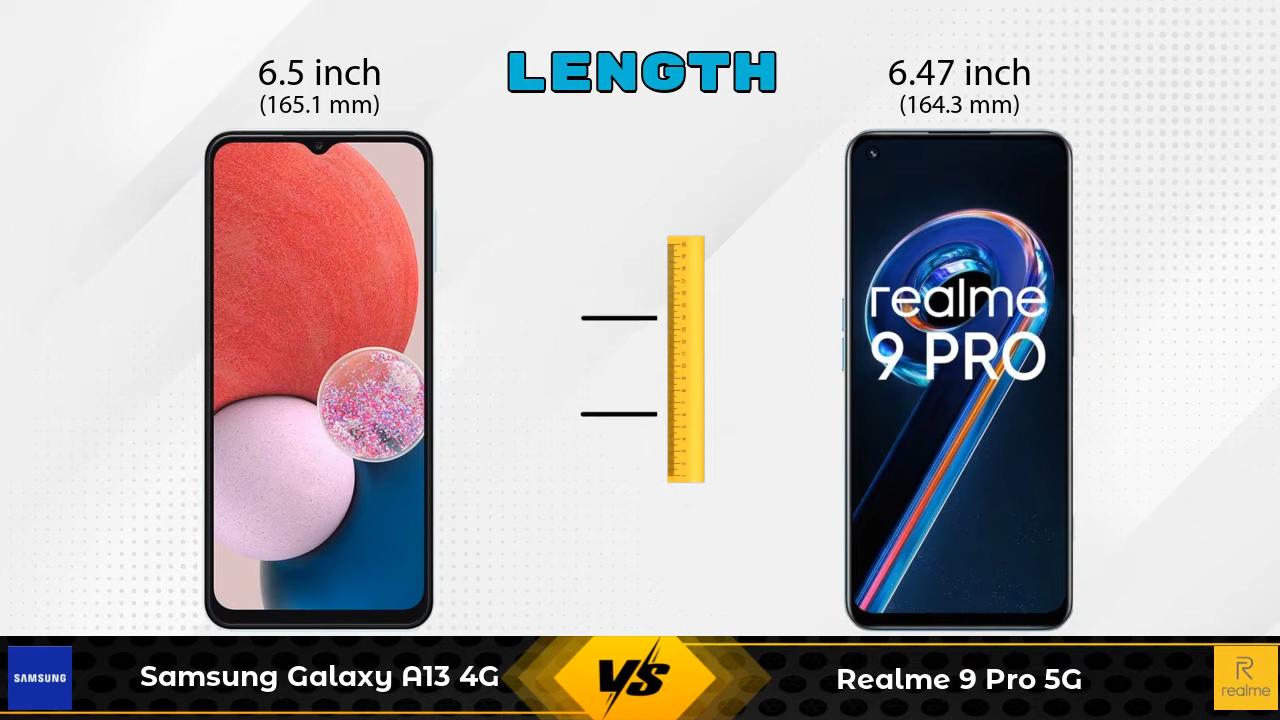 LENGTH
6.5 inch
(165.1 mm)
6.47 inch
(164.3 mm)
realme
9 PRO
SAMSUNG
Samsung Galaxy A13 4G
VS
Realme 9 Pro 5G
R
realme